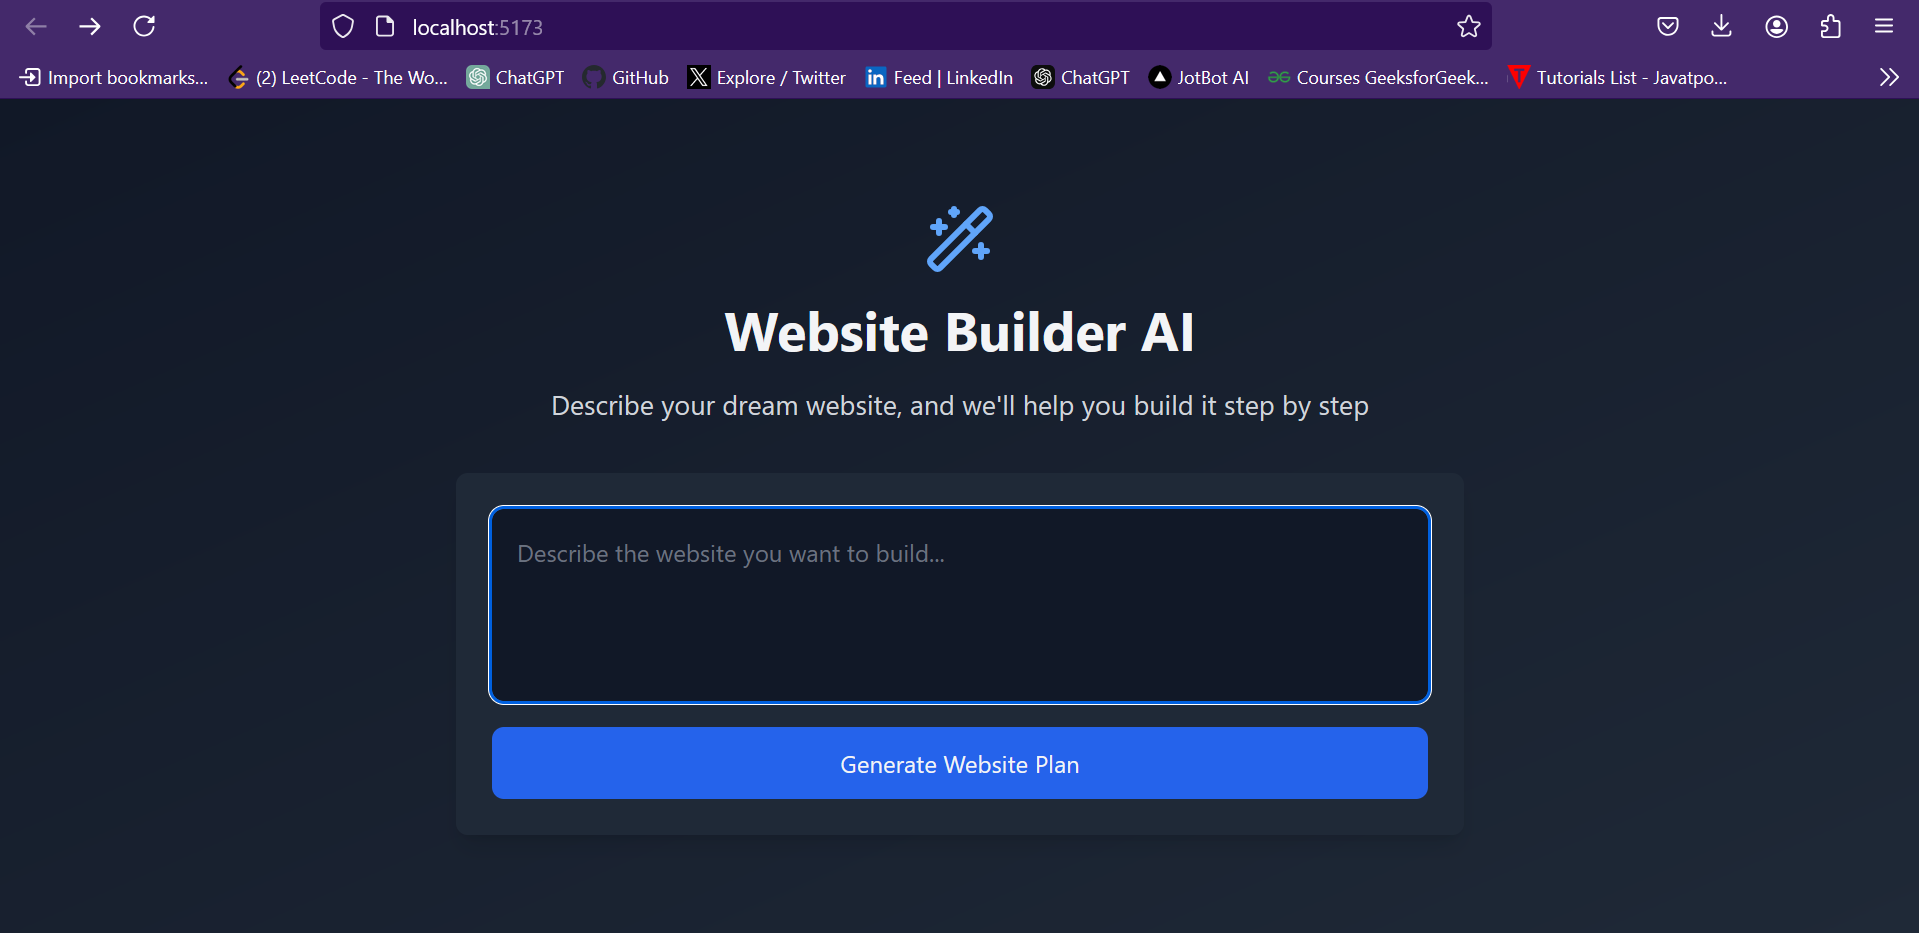 localhost:5173
Import bookmarks... (2) LeetCode - The Wo... ChatGPT GitHub Explore / Twitter in Feed | LinkedIn ChatGPT JotBot AI Courses GeeksforGeek... T Tutorials List - Javatpo...
Website Builder AI
Describe your dream website, and we'll help you build it step by step
Describe the website you want to build...
Generate Website Plan